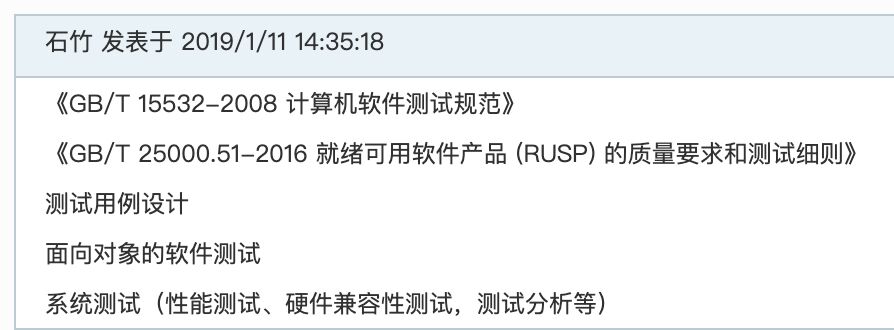 石竹 发表于 2019/1/11 14:35:18
《GB/T 15532-2008 计算机软件测试规范》
《GB/T 25000.51-2016 就绪可用软件产品 (RUSP) 的质量要求和测试细则》
测试用例设计
面向对象的软件测试
系统测试（性能测试、硬件兼容性测试，测试分析等）